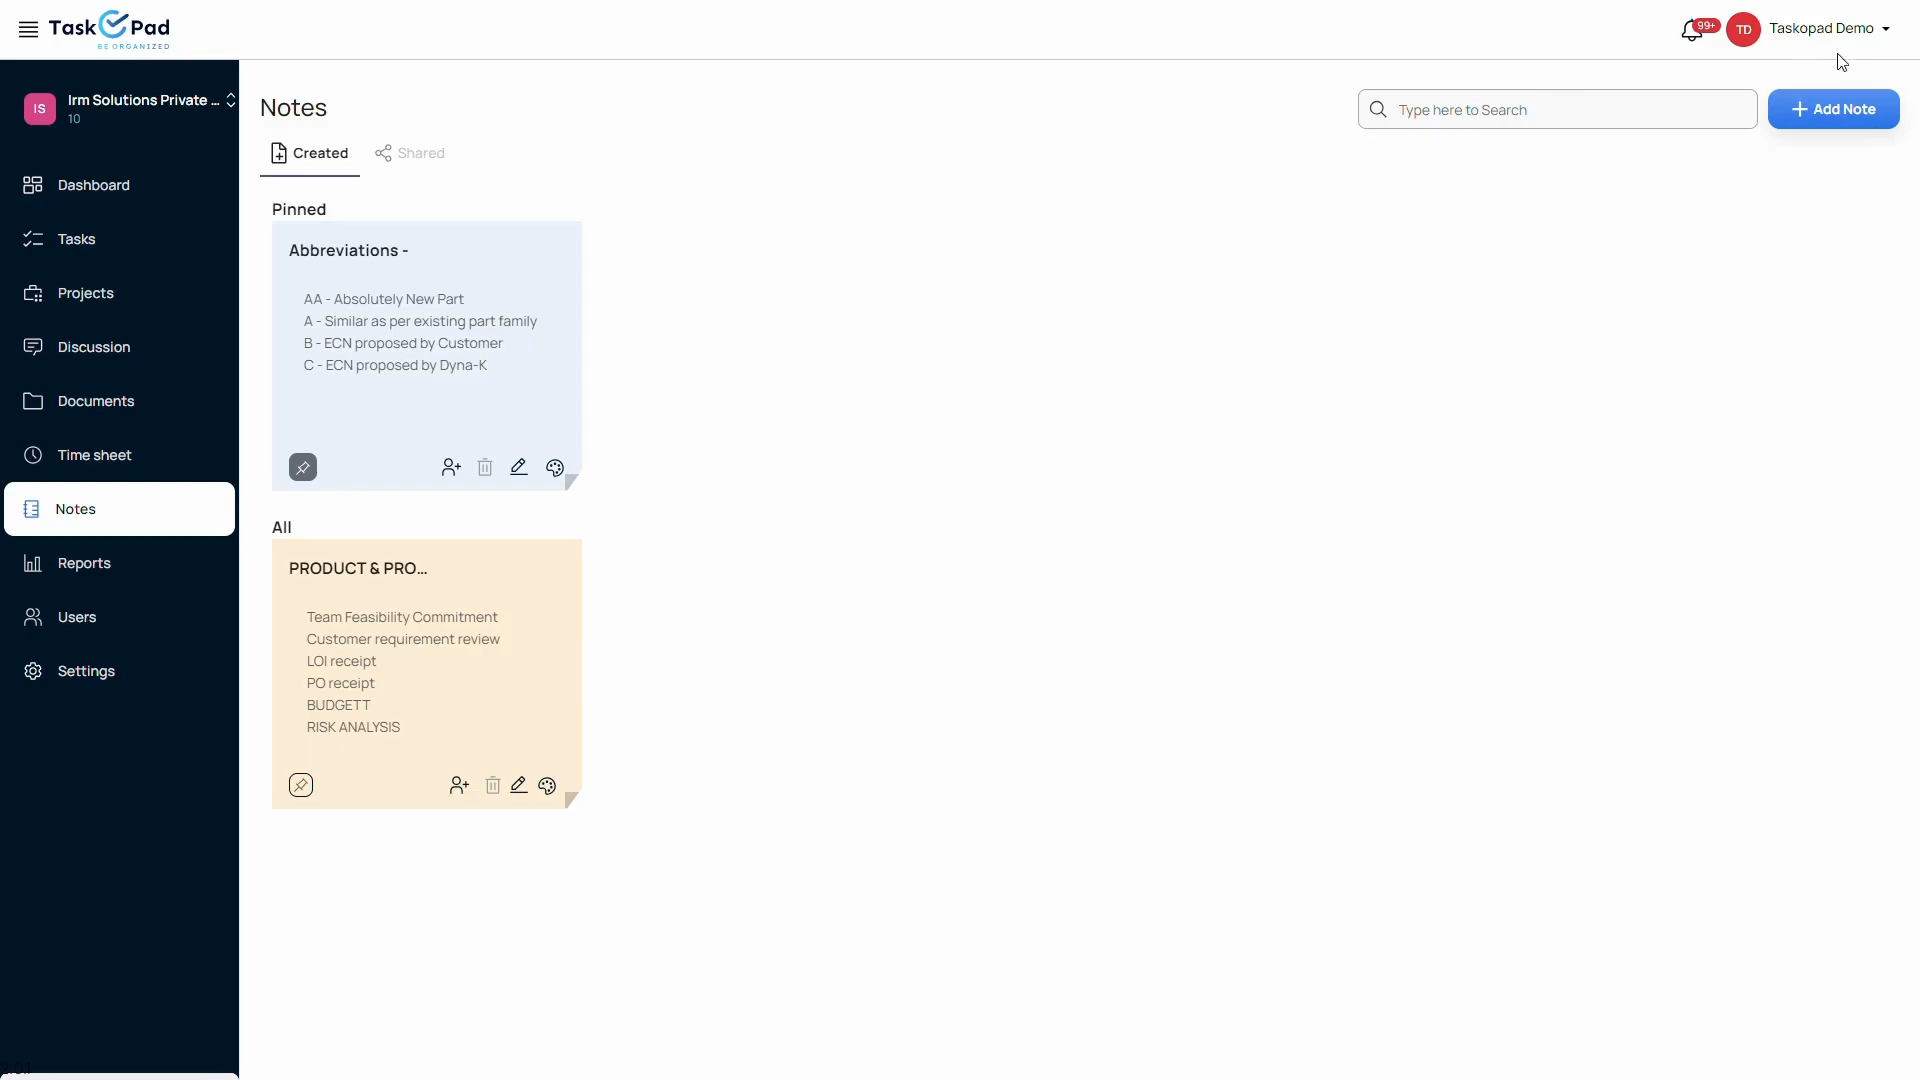 Task Pad
BE ORGANIZED
99+
TD
Taskopad Demo
IS
Irm Solutions Private ...
10
Dashboard
Tasks
Projects
Discussion
Documents
Time sheet
Notes
Reports
Users
Settings
Notes
Type here to Search
Add Note
Created
Shared
Pinned
Abbreviations -
AA - Absolutely New Part
A - Similar as per existing part family
B - ECN proposed by Customer
C - ECN proposed by Dyna-K
All
PRODUCT & PRO...
Team Feasibility Commitment
Customer requirement review
LOI receipt
PO receipt
BUDGETT
RISK ANALYSIS